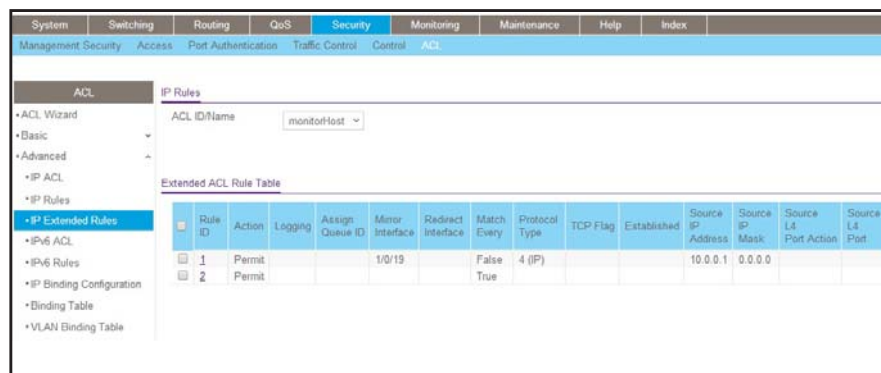 System Switching Routing QoS Security Monitoring Maintenance Help Index
Management Security Access Port Authentication Traffic Control Control ACL
ACL
• ACL Wizard
• Basic
• Advanced
• IP ACL
• IP Rules
• IP Extended Rules
• IPv6 ACL
• IPv6 Rules
• IP Binding Configuration
• Binding Table
• VLAN Binding Table
IP Rules
ACL ID/Name monitorHost
Extended ACL Rule Table
Rule ID Action Logging Assign Queue ID Mirror Interface Redirect Interface Match Every Protocol Type TCP Flag Established Source IP Address Source IP Mask Source L4 Port Action Source L4 Port
1 Permit 1/0/19 False 4 (IP) 10.0.0.1 0.0.0.0
2 Permit True